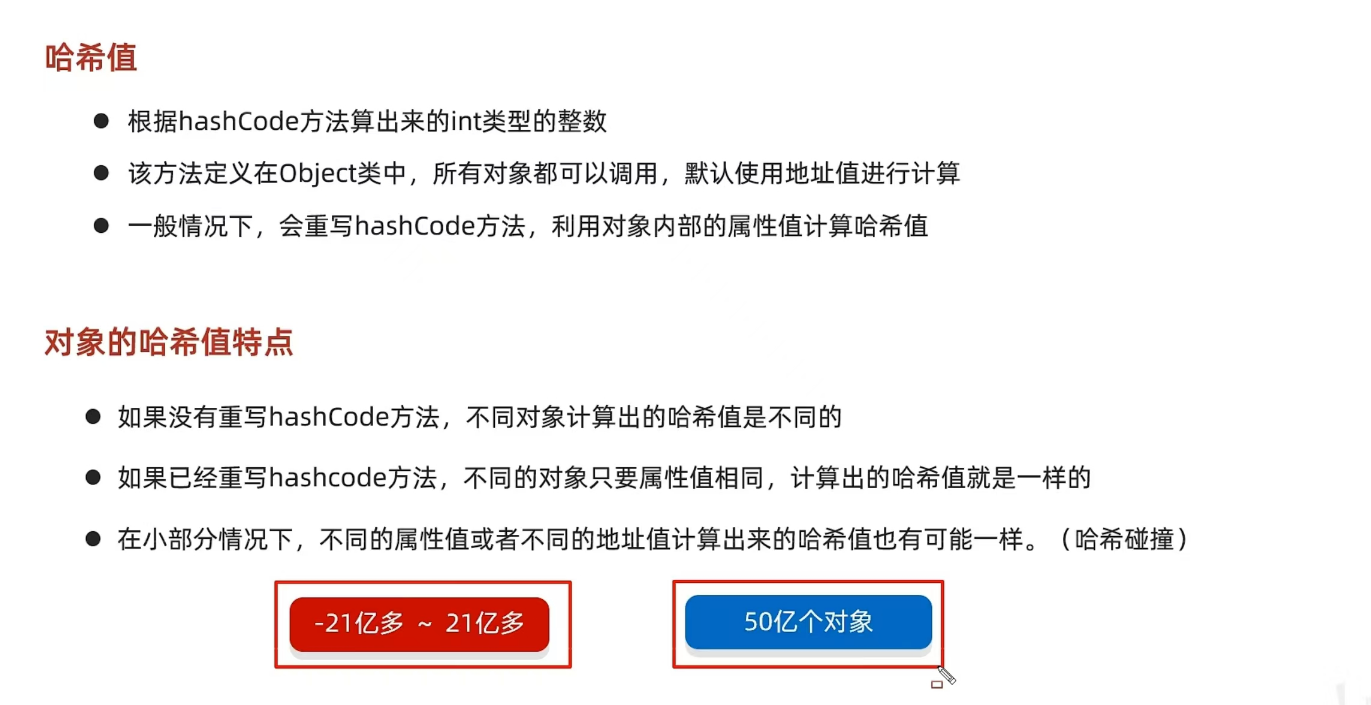 哈希值
根据hashCode方法算出来的int类型的整数
该方法定义在Object类中，所有对象都可以调用，默认使用地址值进行计算
一般情况下，会重写hashCode方法，利用对象内部的属性值计算哈希值
对象的哈希值特点
如果没有重写hashCode方法，不同对象计算出的哈希值是不同的
如果已经重写hashcode方法，不同的对象只要属性值相同，计算出的哈希值就是一样的
在小部分情况下，不同的属性值或者不同的地址值计算出来的哈希值也有可能一样。（哈希碰撞）
-21亿多 ~ 21亿多
50亿个对象